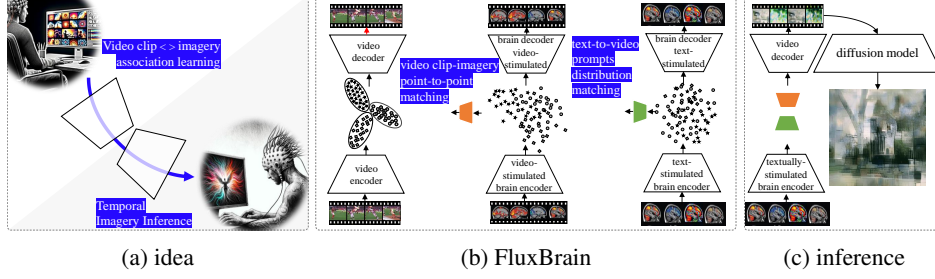 Video clip <> imagery
association learning
Temporal
Imagery Inference
(a) idea
video
decoder
video clip-imagery
point-to-point
matching
video
encoder
brain decoder
video-
stimulated
video-
stimulated
brain encoder
text-to-video
prompts
distribution
matching
brain decoder
text-
stimulated
text-
stimulated
brain encoder
(b) FluxBrain
video
decoder
diffusion model
textually-
stimulated
brain encoder
(c) inference